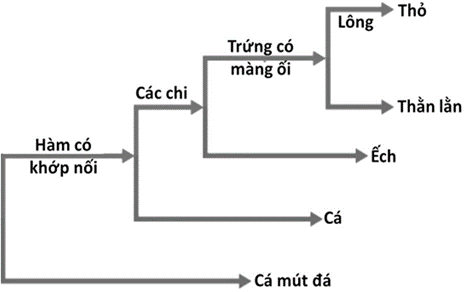 Thỏ
Lông
Trứng có
màng ối
Các chi
Thằn lằn
Hàm có
khớp nối
Ếch
Cá
Cá mút đá